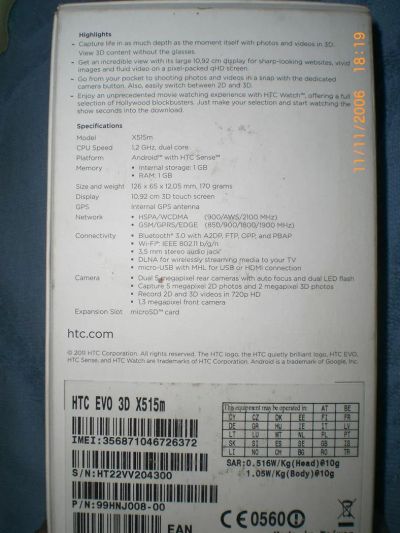 Highlights
- Capture life in as much depth as the moment itself with photos and videos in 3D.
View 3D content without the glasses.
- Get an incredible view with its large 10,92 cm display for sharp-looking websites, vivid
images and fluid video on a pixel-packed qHD screen.
- Go from your pocket to shooting photos and videos in a snap with the dedicated
camera button. Also, easily switch between 2D and 3D.
- Enjoy an unprecedented movie watching experience with HTC Watch™, offering a full
selection of Hollywood blockbusters. Just make your selection and start watching the
show seconds into the download.
Specifications
Model X515m
CPU Speed 1,2 GHz, dual core
Platform Android™ with HTC Sense™
Memory • Internal storage: 1 GB
• RAM: 1 GB
Size and weight 126 x 65 x 12,05 mm, 170 grams
Display 10,92 cm 3D touch screen
GPS Internal GPS antenna
Network • HSPA/WCDMA (900/AWS/2100 MHz)
• GSM/GPRS/EDGE (850/900/1800/1900 MHz)
Connectivity • Bluetooth® 3.0 with A2DP, FTP, OPP, and PBAP
• Wi-Fi®: IEEE 802.11 b/g/n
• 3,5 mm stereo audio jack
• DLNA for wirelessly streaming media to your TV
• micro-USB with MHL for USB or HDMI connection
Camera • Dual 5 megapixel rear cameras with auto focus and dual LED flash
• Capture 5 megapixel 2D photos and 2 megapixel 3D photos
• Record 2D and 3D videos in 720p HD
• 1,3 megapixel front camera
Expansion Slot microSD™ card
htc.com
© 2011 HTC Corporation. All rights reserved. The HTC logo, the HTC quietly brilliant logo, HTC EVO,
HTC Sense, and HTC Watch are trademarks of HTC Corporation. Android is a trademark of Google, Inc.
HTC EVO 3D X515m
IMEI:356871046726372
S/N:HT22VV204300
P/N:99HNJ008-00
EAN
This equipment may be operated in: AT BE
CY CZ DK EE FI FR
DE GR HU IE IT LV
LT LU MT NL PL PT
SK SI ES SE GB IS
LI NO CH BG RO TR
SAR:0.516W/Kg(Head)@10g
1.05W/Kg(Body)@10g
CE0560
11/11/2006 18:19